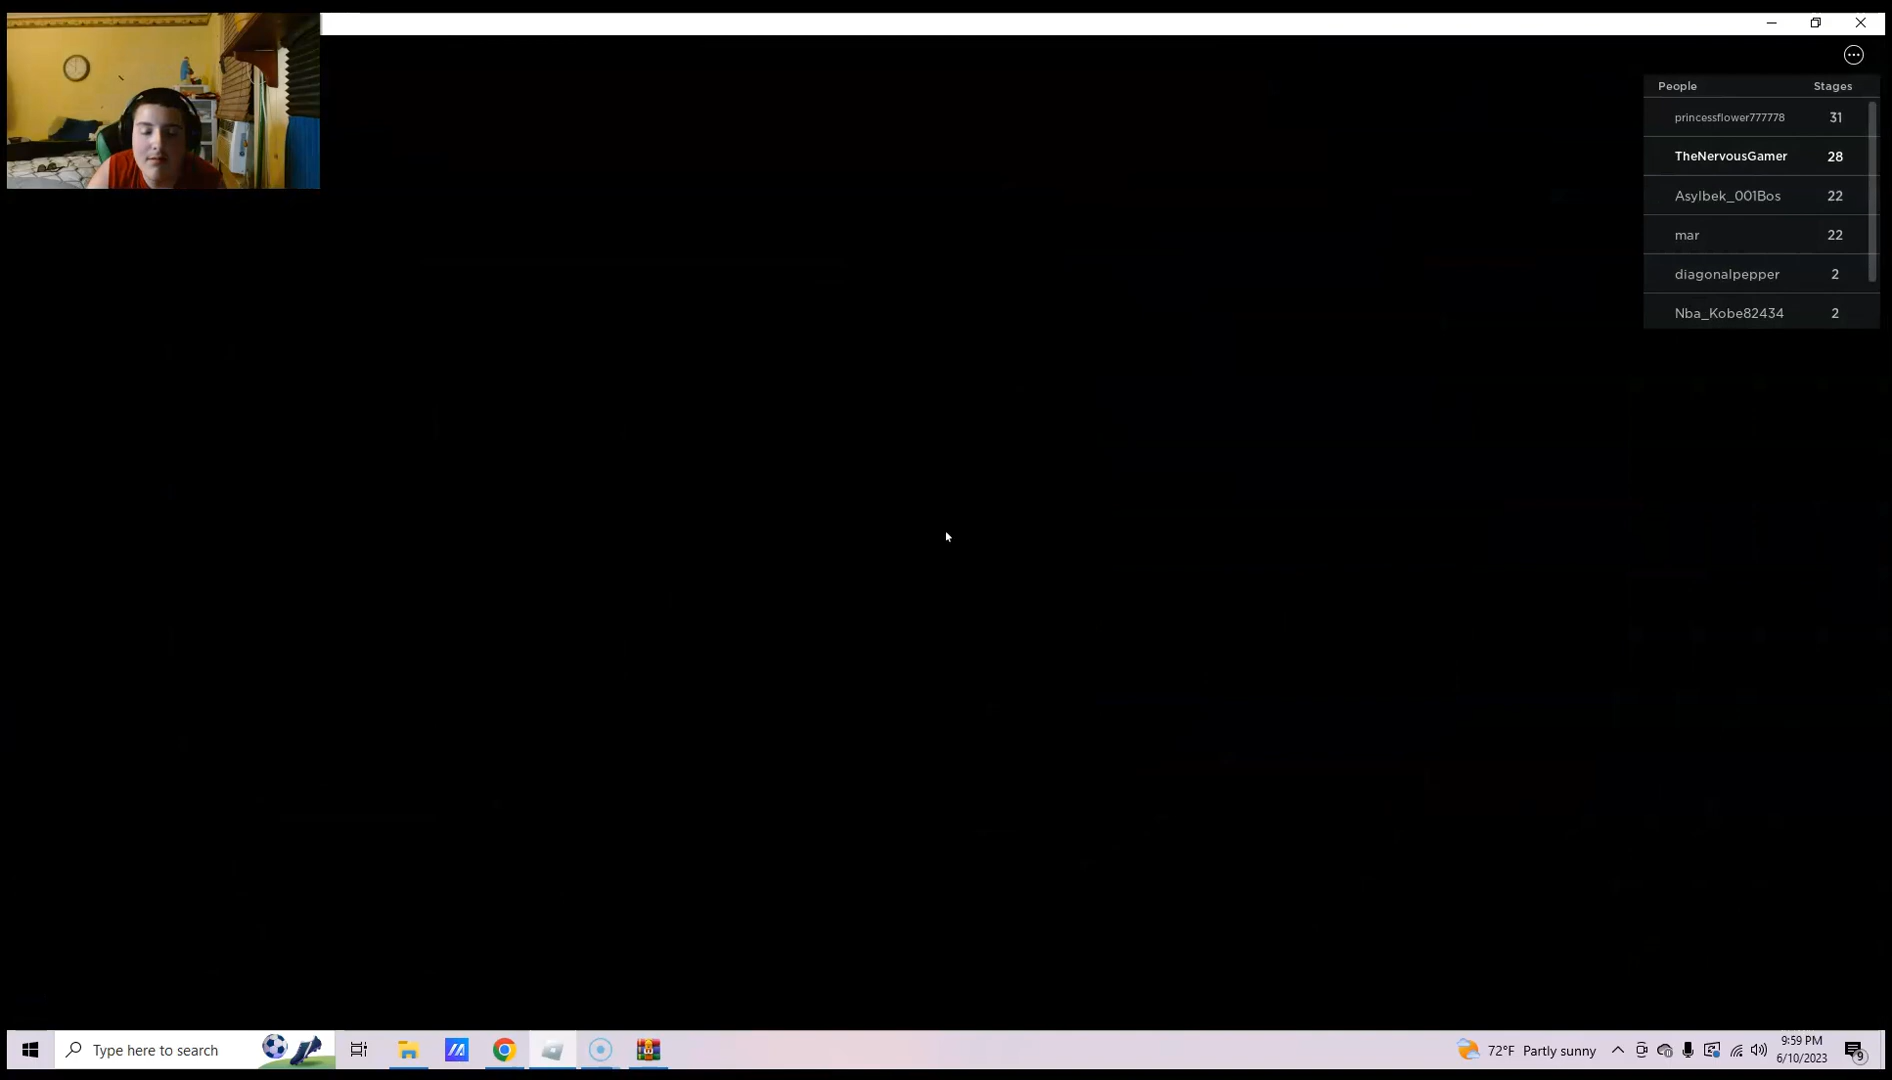 People Stages
princessflower777778 31
TheNervousGamer 28
Asylbek_001Bos 22
mar 22
diagonalpepper 2
Nba_Kobe82434 2
Type here to search
72°F Partly sunny
9:59 PM
6/10/2023
9